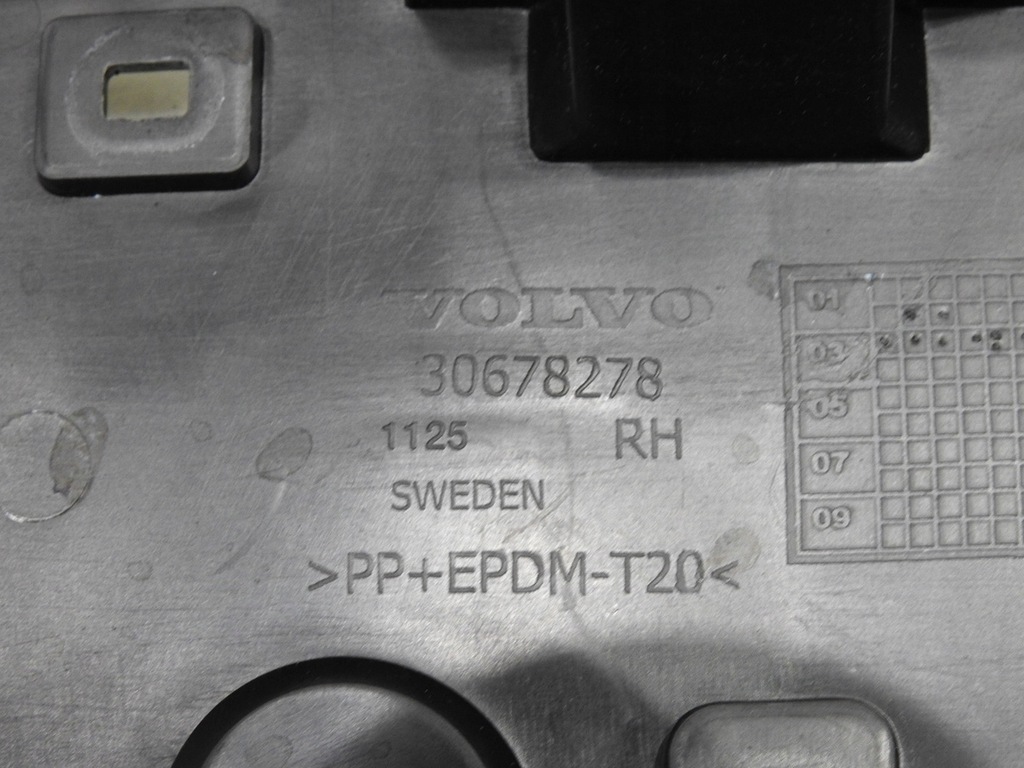 VOLVO
30678278
1125 RH
SWEDEN
>PP+EPDM-T20<
01
03
05
07
09